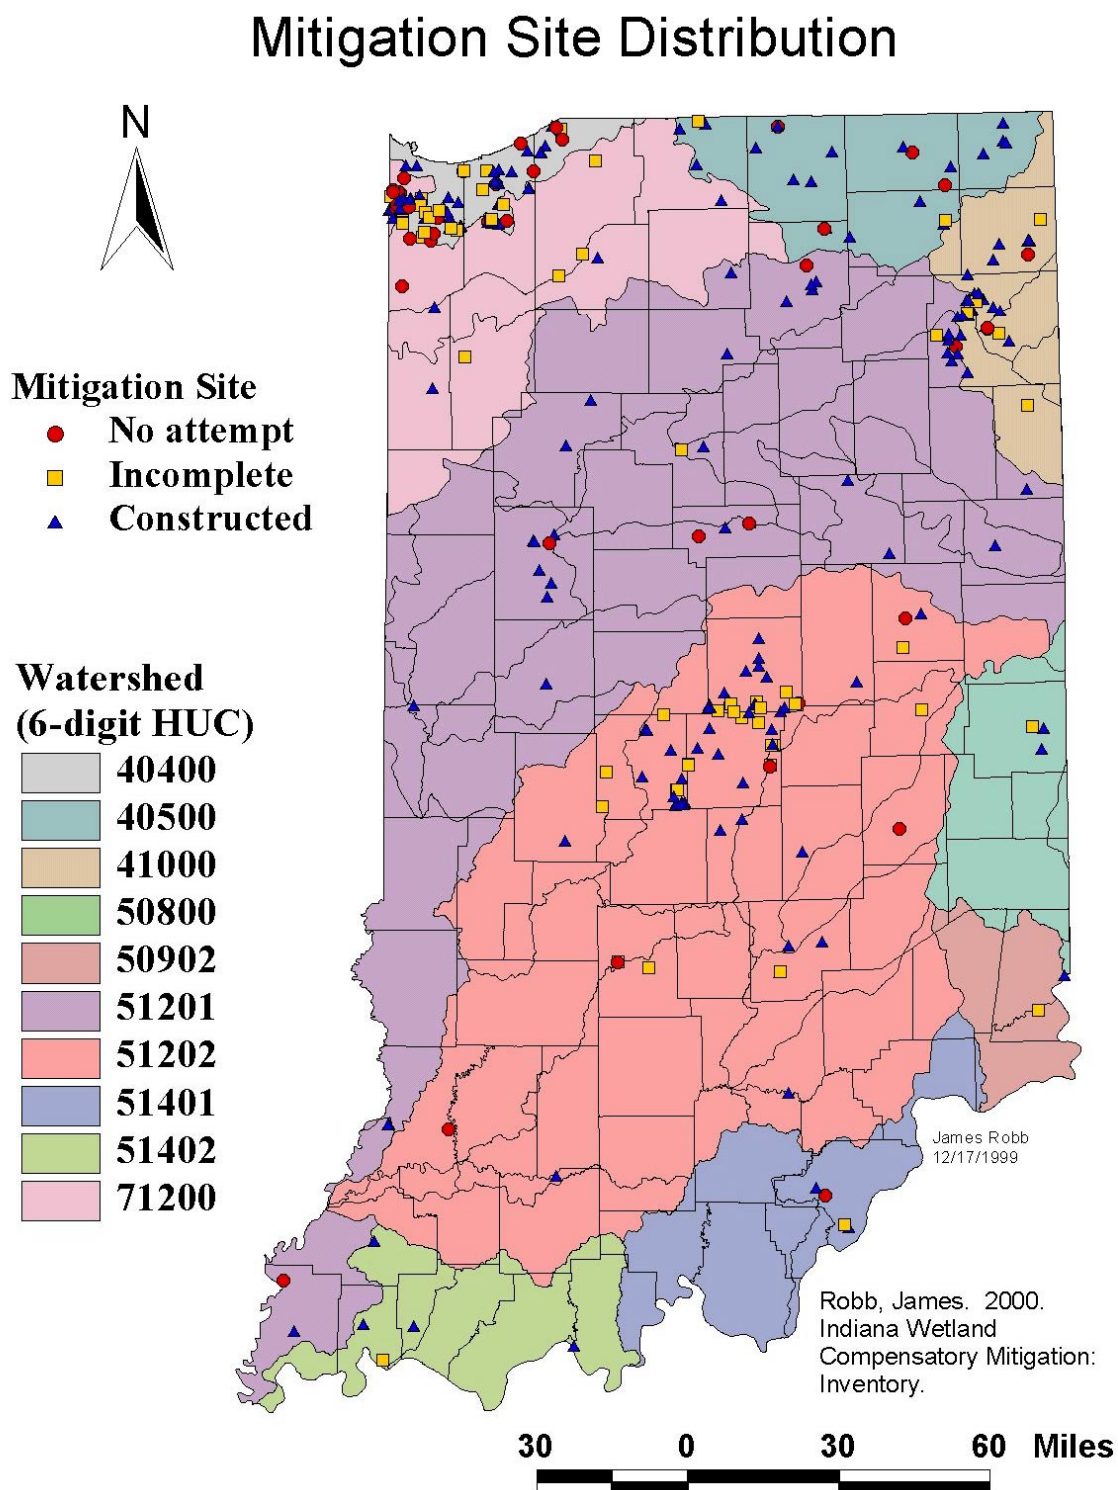 Mitigation Site Distribution
N
Mitigation Site
No attempt
Incomplete
Constructed
Watershed
(6-digit HUC)
40400
40500
41000
50800
50902
51201
51202
51401
51402
71200
James Robb
12/17/1999
Robb, James.  2000.
Indiana Wetland
Compensatory Mitigation:
Inventory.
30 0 30 60 Miles